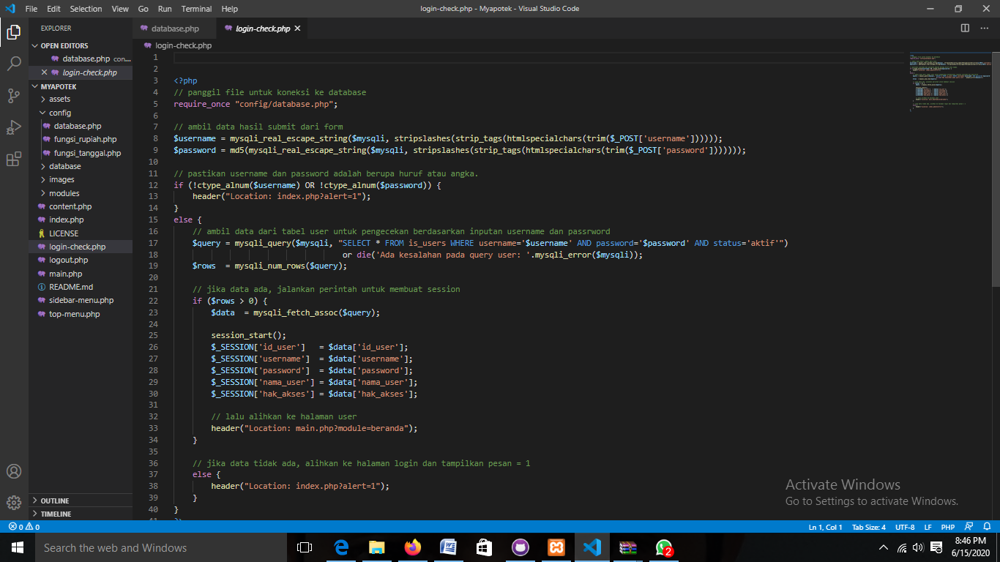 File Edit Selection View Go Run Terminal Help
login-check.php - Myapotek - Visual Studio Code
EXPLORER
OPEN EDITORS
database.php con...
login-check.php
MYAPOTEK
assets
config
database.php
fungsi_rupiah.php
fungsi_tanggal.php
database
images
modules
content.php
index.php
LICENSE
login-check.php
logout.php
main.php
README.md
sidebar-menu.php
top-menu.php
OUTLINE
TIMELINE
database.php login-check.php
login-check.php
1
2
3 <?php
4 // panggil file untuk koneksi ke database
5 require_once "config/database.php";
6
7 // ambil data hasil submit dari form
8 $username = mysqli_real_escape_string($mysqli, stripslashes(strip_tags(htmlspecialchars(trim($_POST['username'])))));
9 $password = md5(mysqli_real_escape_string($mysqli, stripslashes(strip_tags(htmlspecialchars(trim($_POST['password']))))));
10
11 // pastikan username dan password adalah berupa huruf atau angka.
12 if (!ctype_alnum($username) OR !ctype_alnum($password)) {
13 header("Location: index.php?alert=1");
14 }
15 else {
16 // ambil data dari tabel user untuk pengecekan berdasarkan inputan username dan passrword
17 $query = mysqli_query($mysqli, "SELECT * FROM is_users WHERE username='$username' AND password='$password' AND status='aktif'")
18 or die('Ada kesalahan pada query user: '.mysqli_error($mysqli));
19 $rows = mysqli_num_rows($query);
20
21 // jika data ada, jalankan perintah untuk membuat session
22 if ($rows > 0) {
23 $data = mysqli_fetch_assoc($query);
24
25 session_start();
26 $_SESSION['id_user'] = $data['id_user'];
27 $_SESSION['username'] = $data['username'];
28 $_SESSION['password'] = $data['password'];
29 $_SESSION['nama_user'] = $data['nama_user'];
30 $_SESSION['hak_akses'] = $data['hak_akses'];
31
32 // lalu alihkan ke halaman user
33 header("Location: main.php?module=beranda");
34 }
35
36 // jika data tidak ada, alihkan ke halaman login dan tampilkan pesan = 1
37 else {
38 header("Location: index.php?alert=1");
39 }
40 }
Activate Windows
Go to Settings to activate Windows.
0 0
Ln 1, Col 1 Tab Size: 4 UTF-8 LF PHP
Search the web and Windows
2
8:46 PM
6/15/2020